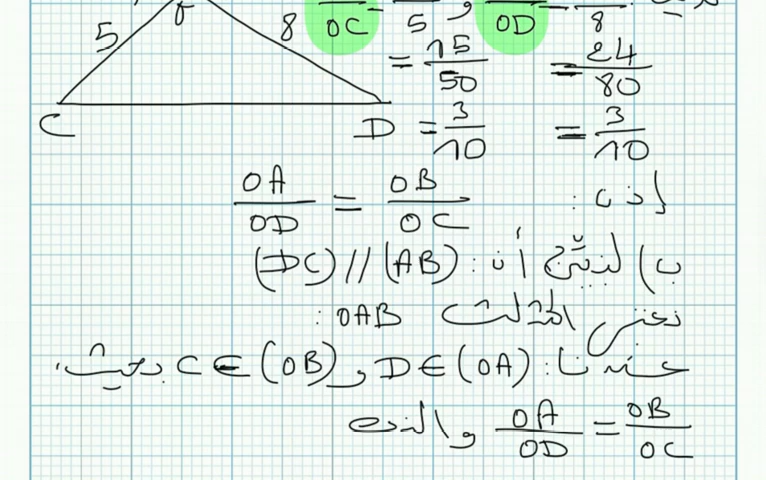 5 8 OC = 5 و OD = 8
= 15/50 = 24/80
C D = 3/10 = 3/10
إذن: OA/OD = OB/OC
ب) لنستنتج أن: (AB) // (DC)
نعتبر المثلث OAB:
عندنا: D ∈ (OA) و C ∈ (OB) بحيث،
OA/OD = OB/OC والنقط